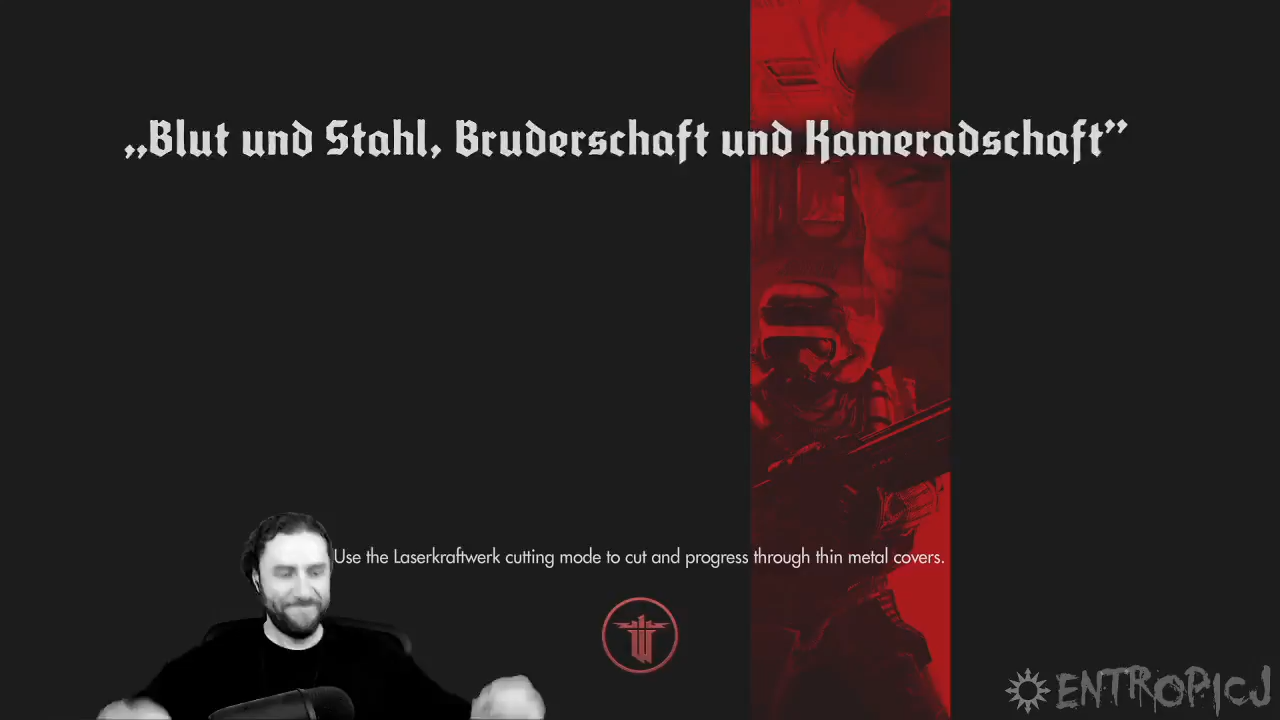 „Blut und Stahl, Bruderschaft und Kameradschaft”
Use the Laserkraftwerk cutting mode to cut and progress through thin metal covers.
ENTROPICJ